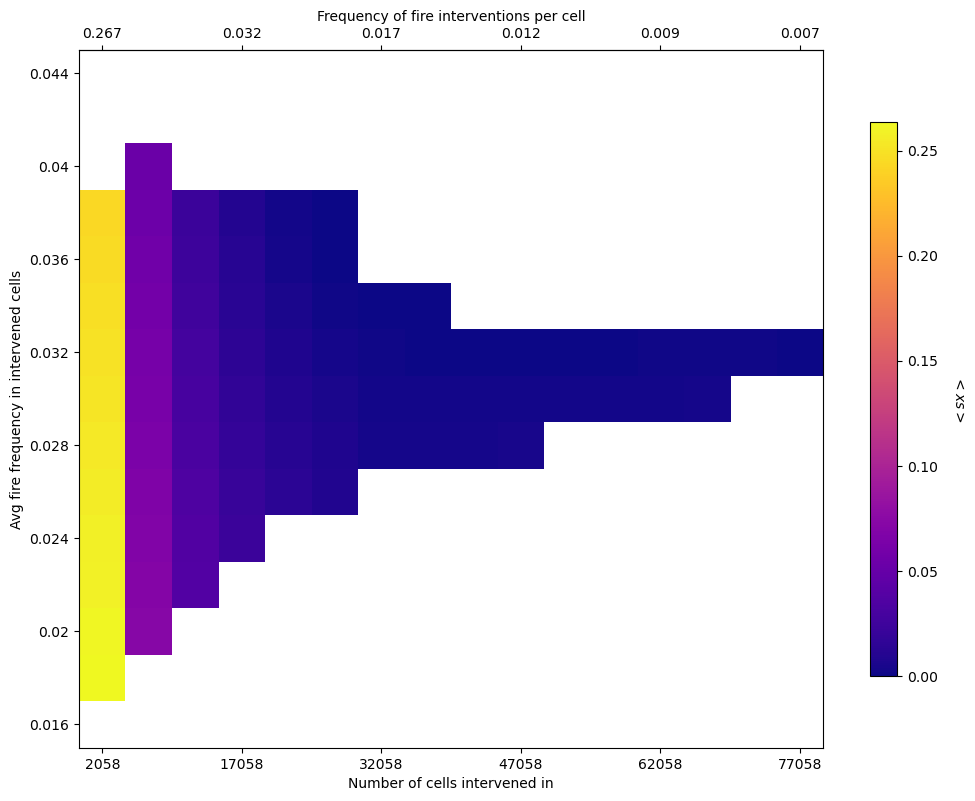 Frequency of fire interventions per cell
0.267 0.032 0.017 0.012 0.009 0.007
0.044
0.04
0.036
0.032
0.028
0.024
0.02
0.016
Avg fire frequency in intervened cells
2058 17058 32058 47058 62058 77058
Number of cells intervened in
0.25
0.20
0.15
0.10
0.05
0.00
< sx >